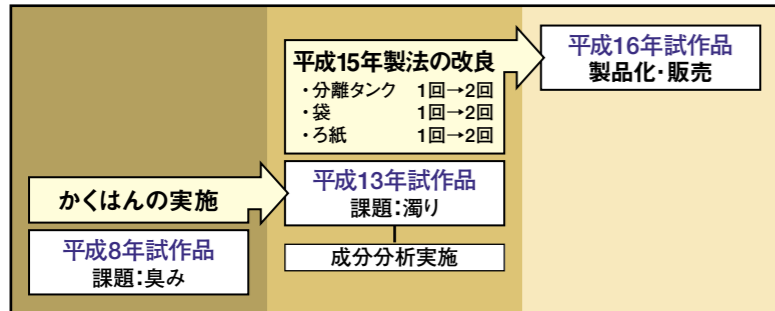 平成16年試作品
製品化・販売
平成15年製法の改良
・分離タンク 1回→2回
・袋 1回→2回
・ろ紙 1回→2回
平成13年試作品
課題:濁り
かくはんの実施
成分分析実施
平成8年試作品
課題:臭み